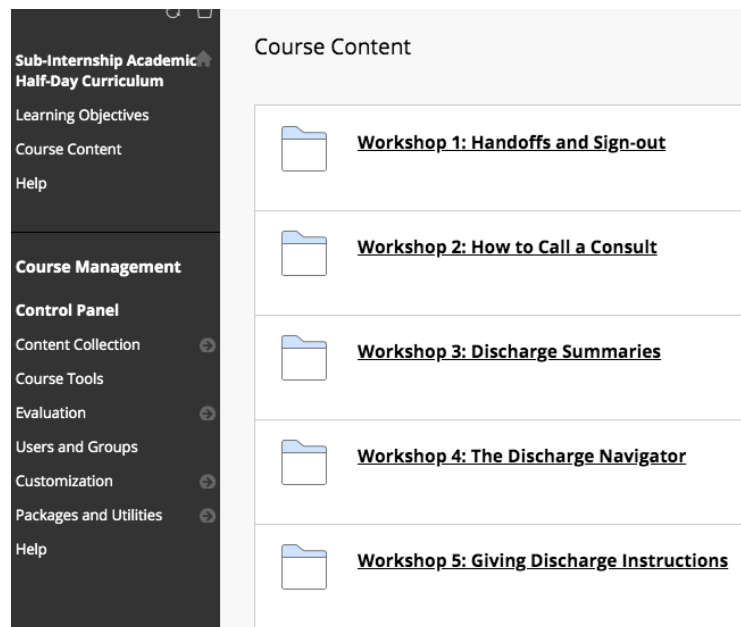 Sub-Internship Academic
Half-Day Curriculum
Learning Objectives
Course Content
Help
Course Management
Control Panel
Content Collection
Course Tools
Evaluation
Users and Groups
Customization
Packages and Utilities
Help
Course Content
Workshop 1: Handoffs and Sign-out
Workshop 2: How to Call a Consult
Workshop 3: Discharge Summaries
Workshop 4: The Discharge Navigator
Workshop 5: Giving Discharge Instructions